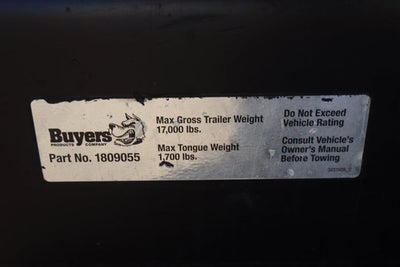 Buyers
PRODUCTS COMPANY
Part No. 1809055
Max Gross Trailer Weight
17,000 lbs.
Max Tongue Weight
1,700 lbs.
Do Not Exceed
Vehicle Rating
Consult Vehicle's
Owner's Manual
Before Towing